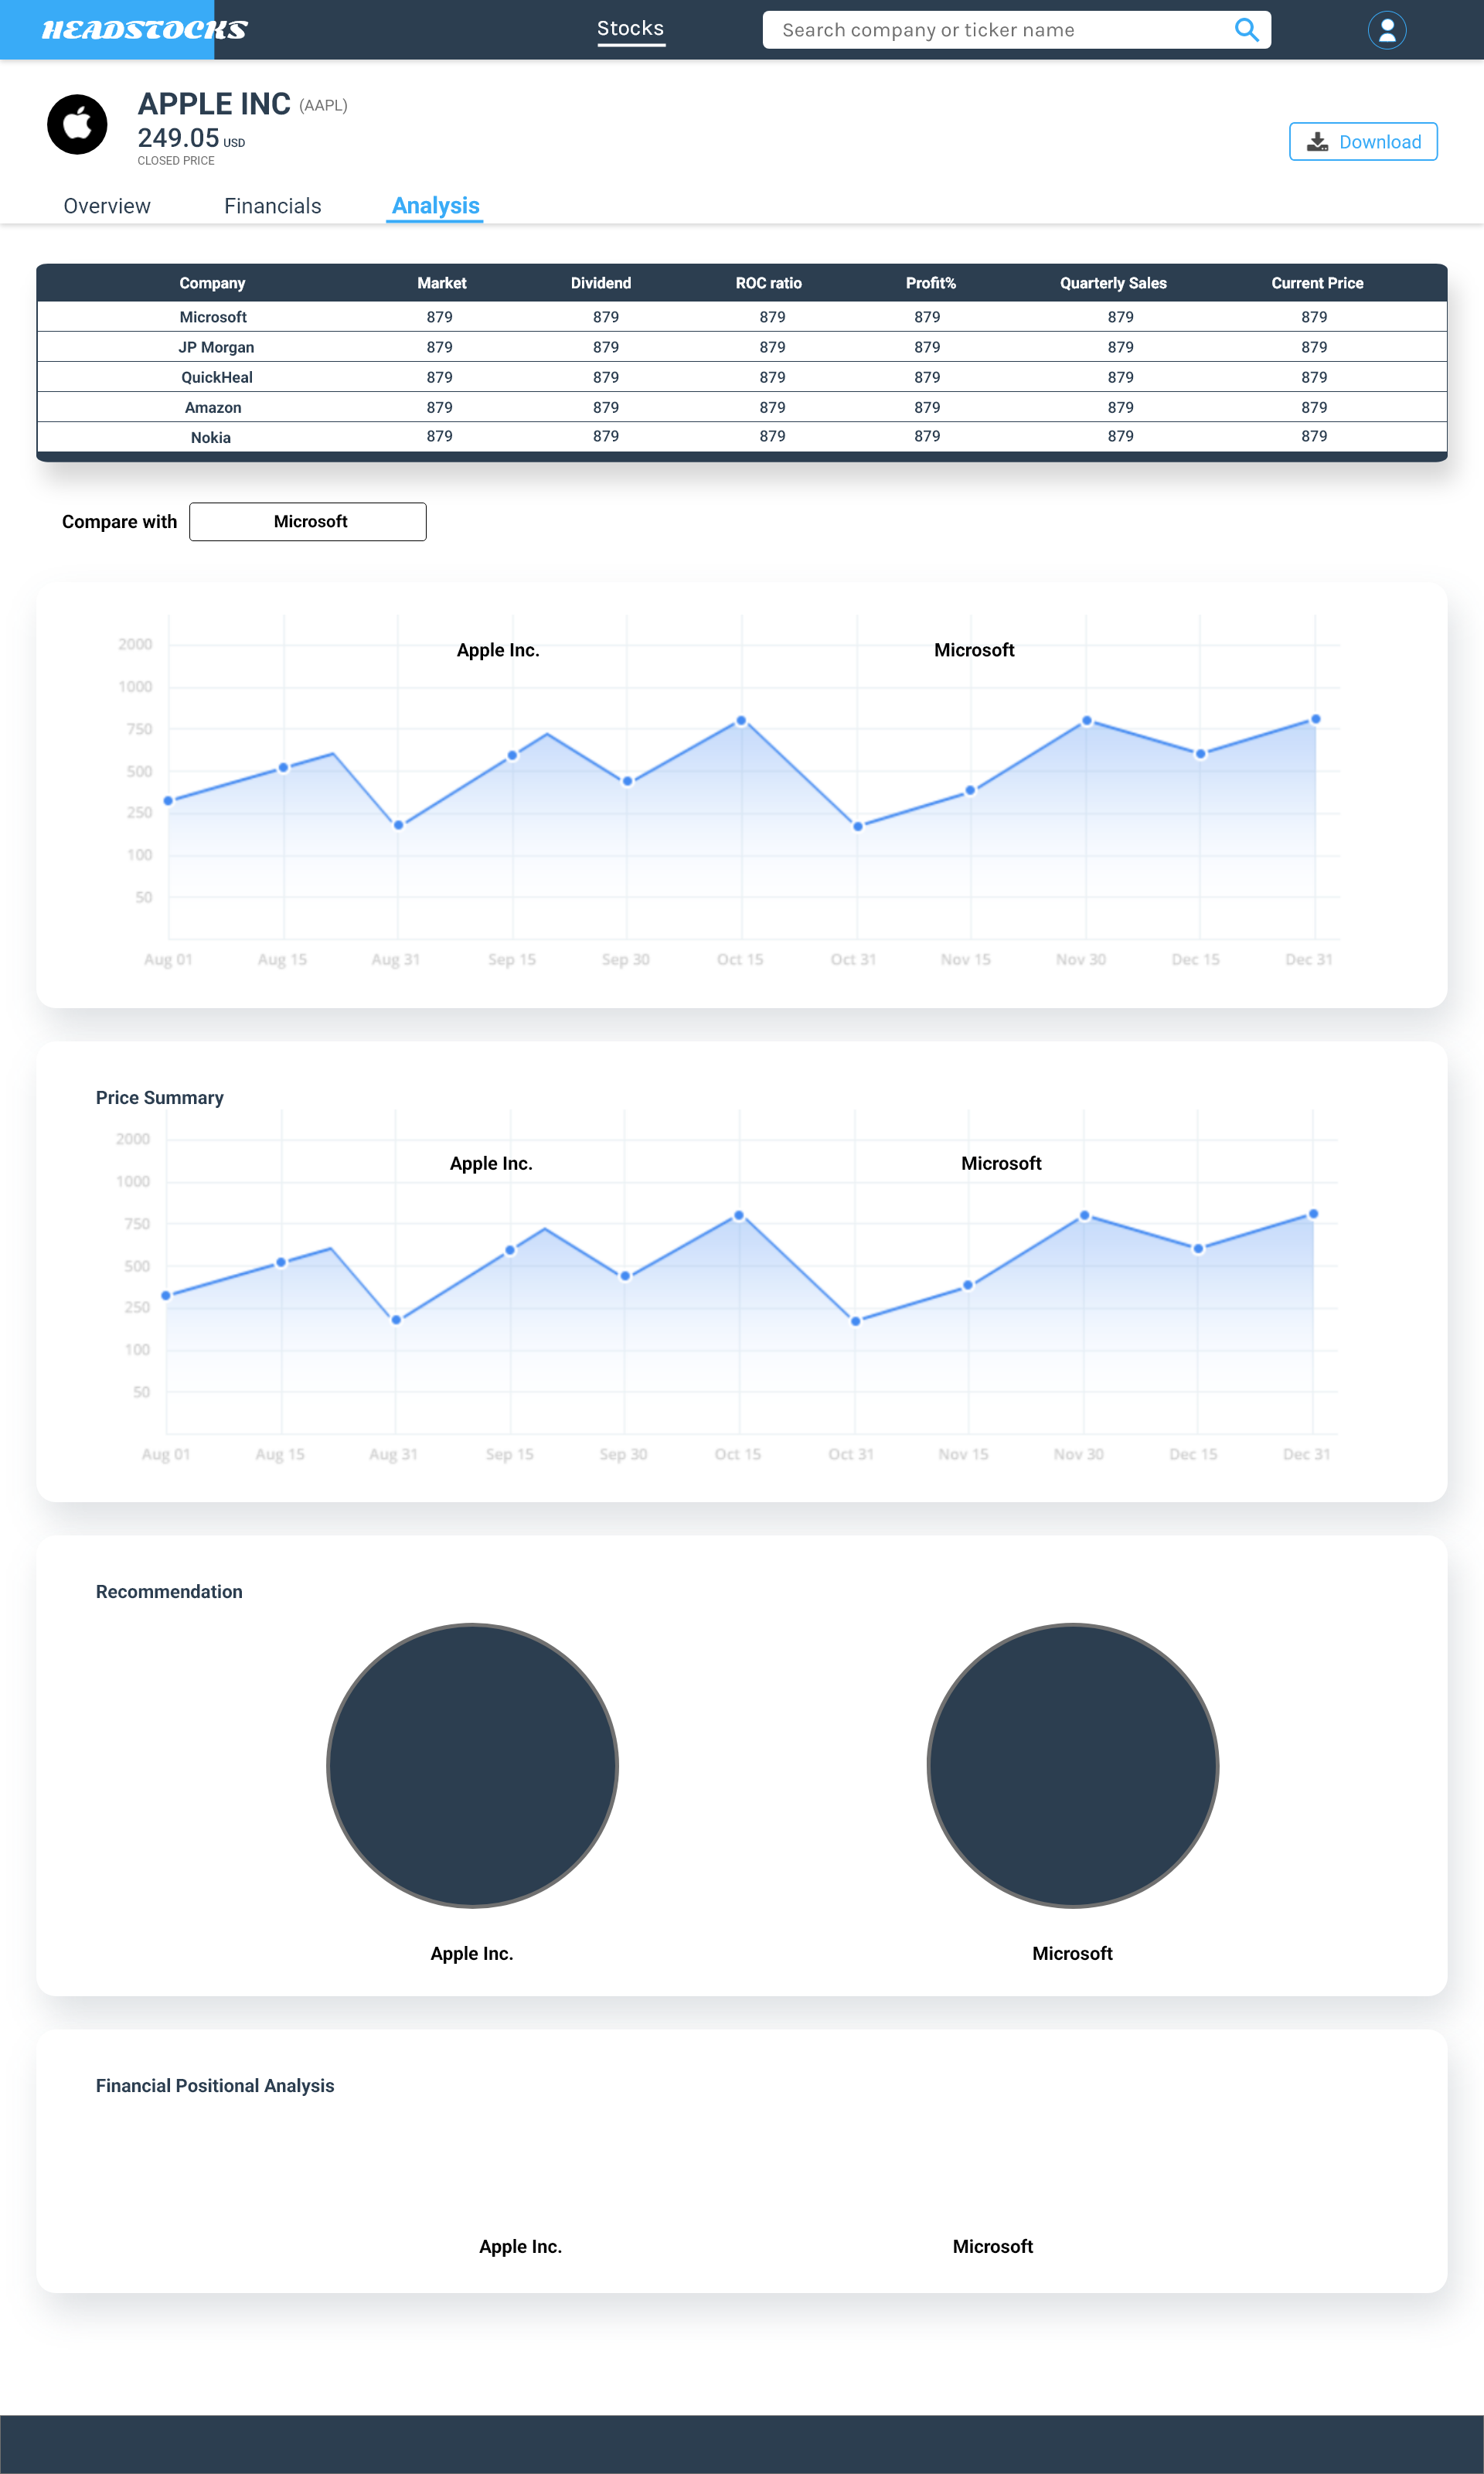 HEADSTOCKS Stocks Search company or ticker name
APPLE INC (AAPL)
249.05 USD
CLOSED PRICE
Download
Overview Financials Analysis
Company Market Dividend ROC ratio Profit% Quarterly Sales Current Price
Microsoft 879 879 879 879 879 879
JP Morgan 879 879 879 879 879 879
QuickHeal 879 879 879 879 879 879
Amazon 879 879 879 879 879 879
Nokia 879 879 879 879 879 879
Compare with Microsoft
2000
Apple Inc. Microsoft
1000
750
500
250
100
50
Aug 01 Aug 15 Aug 31 Sep 15 Sep 30 Oct 15 Oct 31 Nov 15 Nov 30 Dec 15 Dec 31
Price Summary
2000
Apple Inc. Microsoft
1000
750
500
250
100
50
Aug 01 Aug 15 Aug 31 Sep 15 Sep 30 Oct 15 Oct 31 Nov 15 Nov 30 Dec 15 Dec 31
Recommendation
Apple Inc. Microsoft
Financial Positional Analysis
Apple Inc. Microsoft